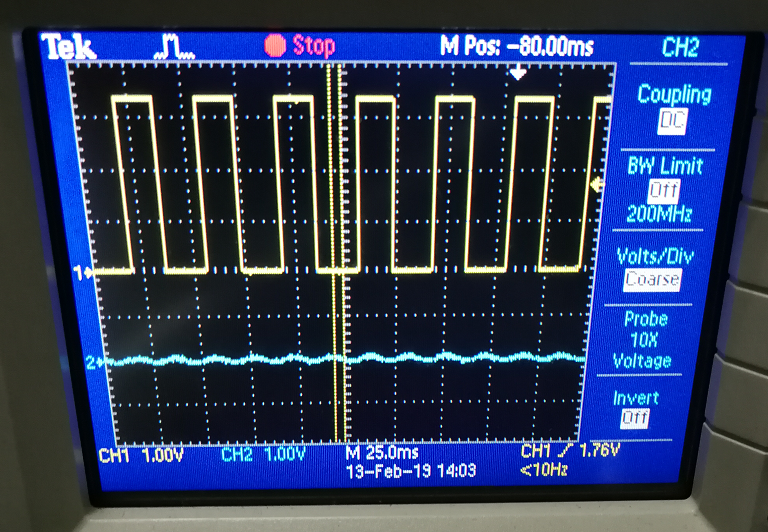 Tek Stop M Pos: -80.00ms CH2
Coupling
DC
BW Limit
Off
200MHz
Volts/Div
Coarse
Probe
10X
Voltage
Invert
Off
1
2
CH1 1.00V CH2 1.00V M 25.0ms CH1 1.76V
13-Feb-19 14:03 <10Hz